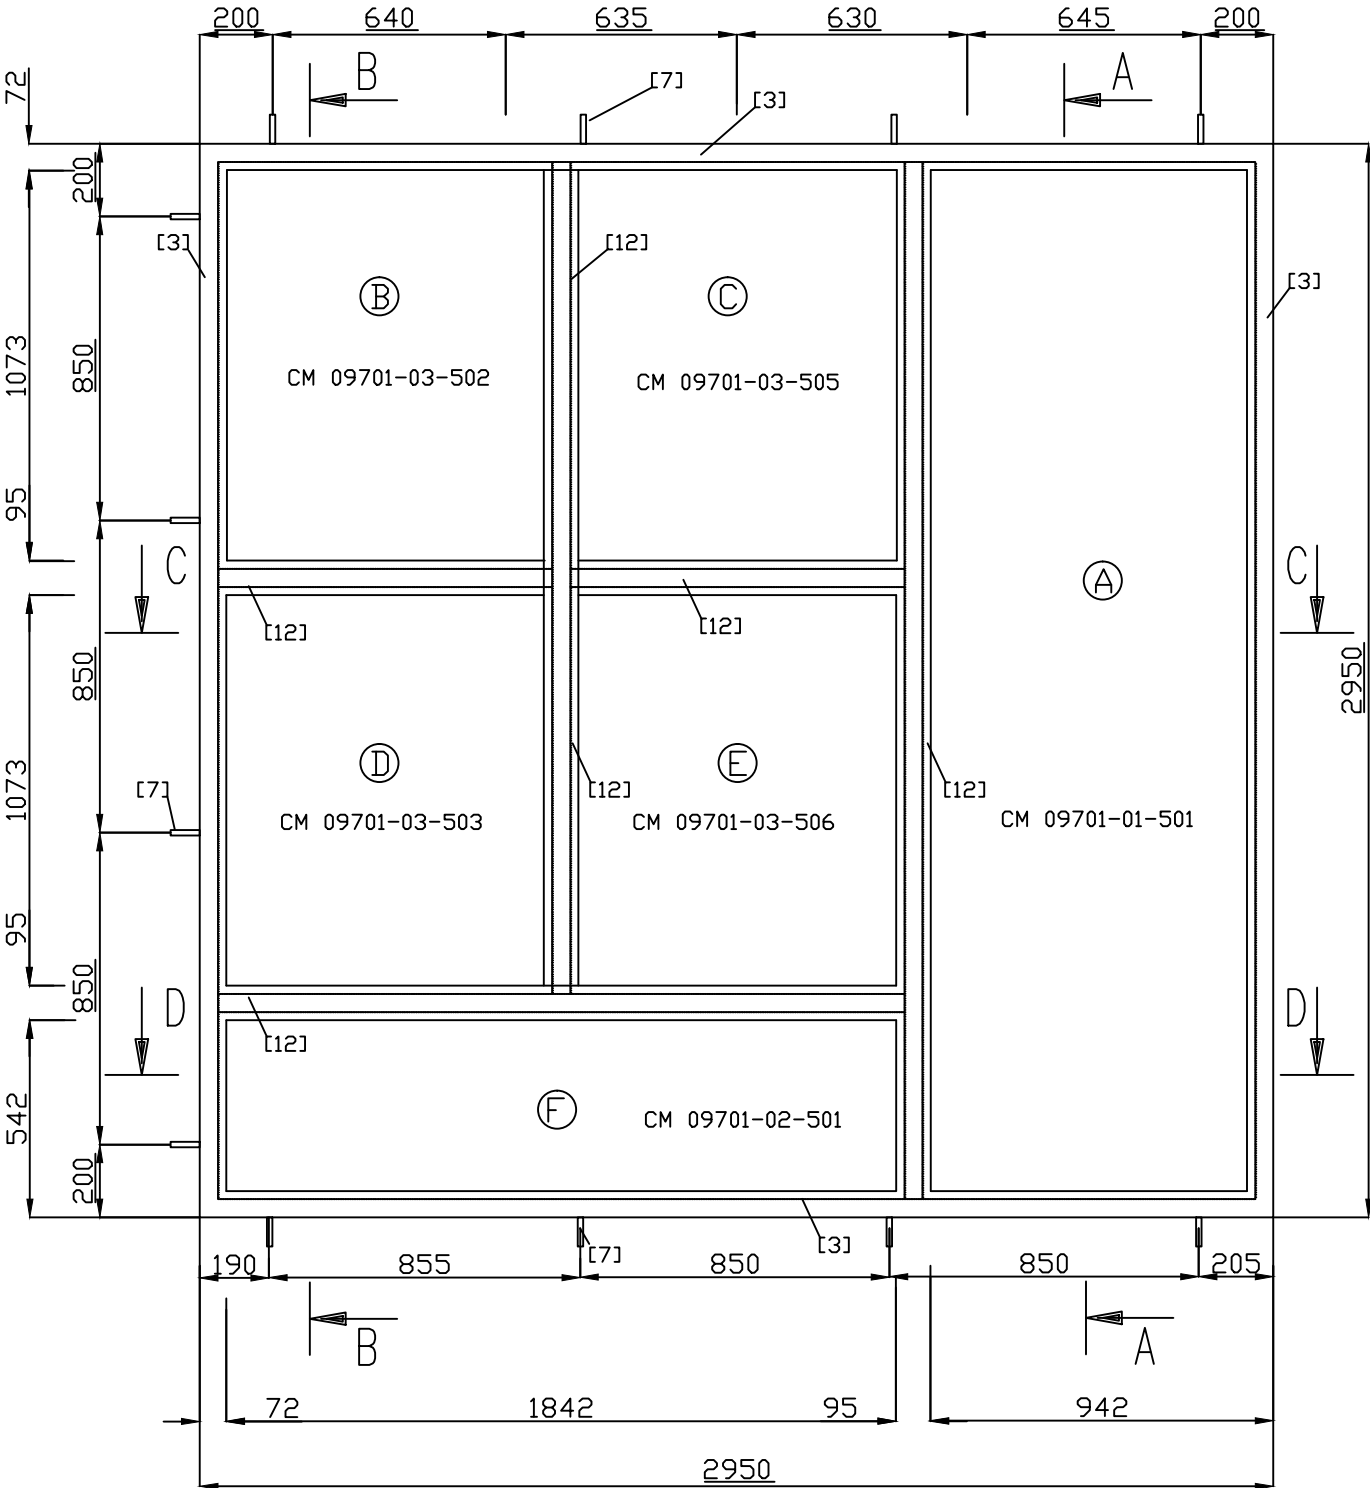 200 640 635 630 645 200
B A
72
[7]
[3]
200
[3] [12]
[3]
B C
1073
850
CM 09701-03-502 CM 09701-03-505
95
C C
A
[12] [12]
850
2950
D E
1073
[7] [12] [12]
CM 09701-03-503 CM 09701-03-506 CM 09701-01-501
95
850
D D
[12]
542
F CM 09701-02-501
200
[3]
[7]
190 855 850 850 205
B A
72 1842 95 942
2950